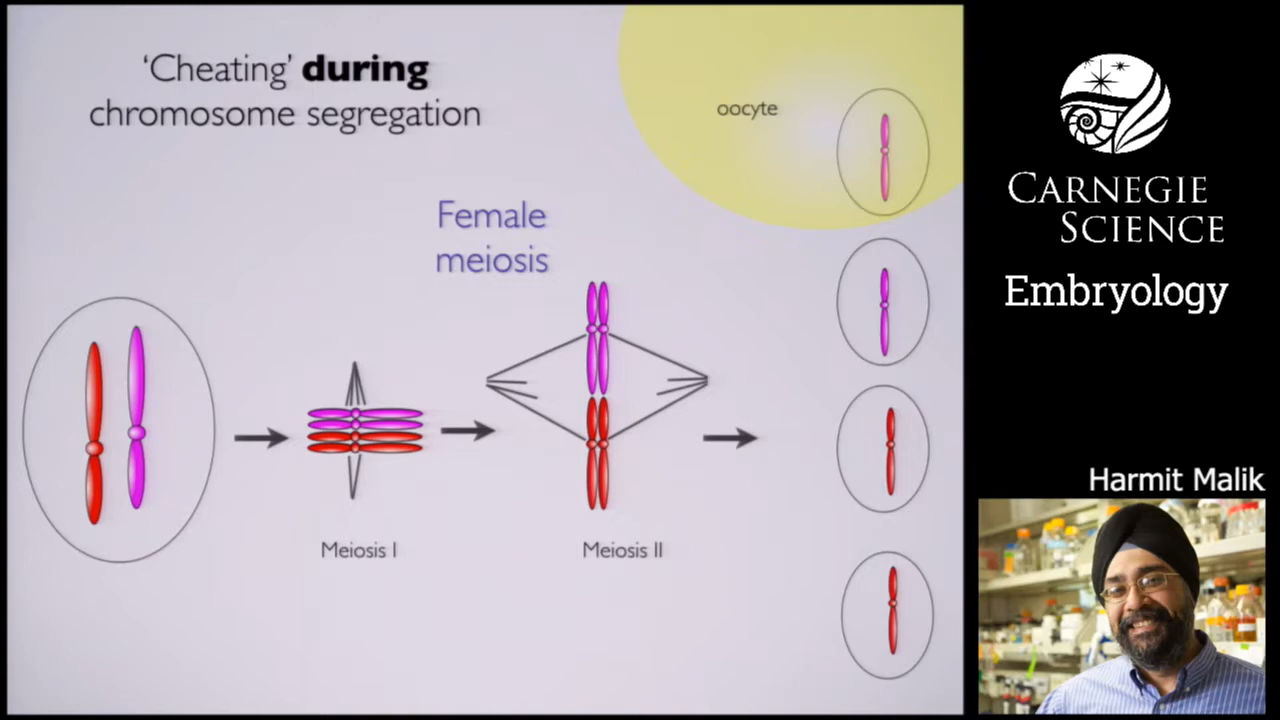 'Cheating' during
chromosome segregation
oocyte
Female
meiosis
Meiosis I
Meiosis II
CARNEGIE
SCIENCE
Embryology
Harmit Malik